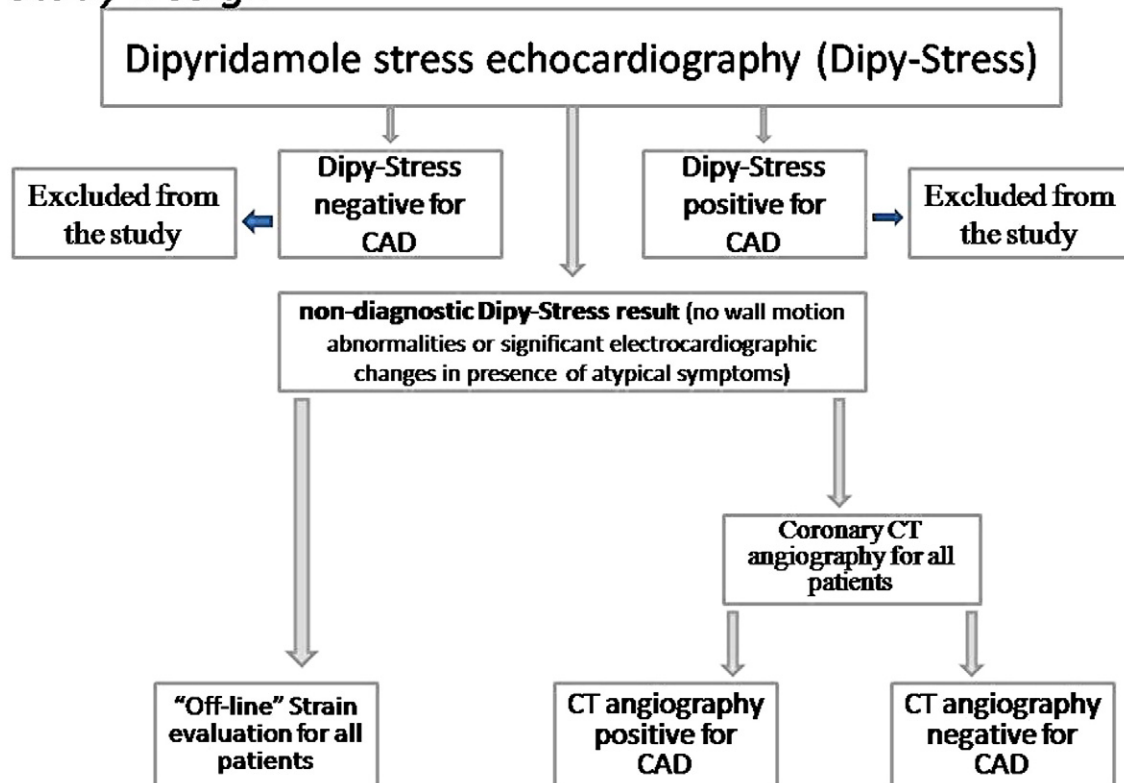 Dipyridamole stress echocardiography (Dipy-Stress)
Excluded from
the study
Dipy-Stress
negative for
CAD
Dipy-Stress
positive for
CAD
Excluded from
the study
non-diagnostic Dipy-Stress result (no wall motion
abnormalities or significant electrocardiographic
changes in presence of atypical symptoms)
Coronary CT
angiography for all
patients
“Off-line” Strain
evaluation for all
patients
CT angiography
positive for
CAD
CT angiography
negative for
CAD